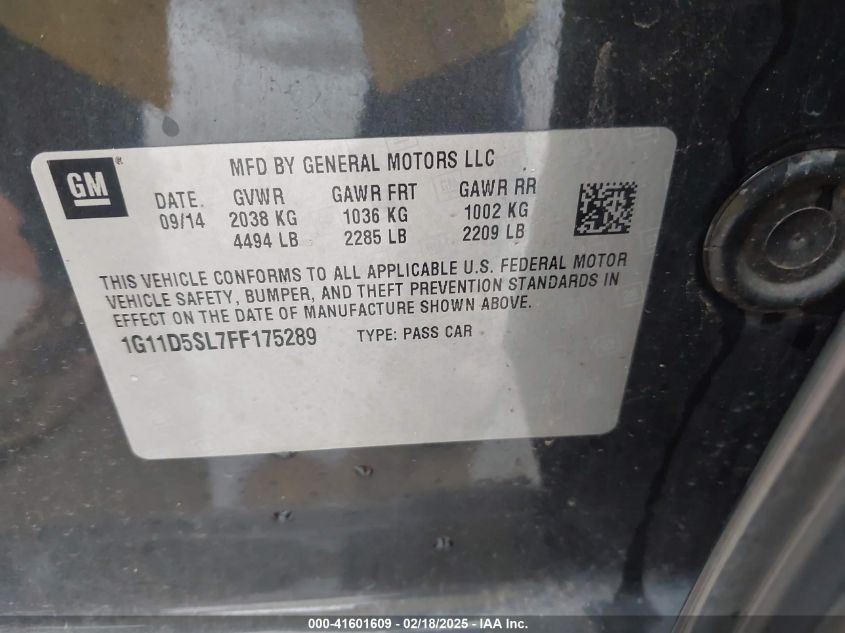 GM
MFD BY GENERAL MOTORS LLC
DATE GVWR GAWR FRT GAWR RR
09/14 2038 KG 1036 KG 1002 KG
4494 LB 2285 LB 2209 LB
THIS VEHICLE CONFORMS TO ALL APPLICABLE U.S. FEDERAL MOTOR
VEHICLE SAFETY, BUMPER, AND THEFT PREVENTION STANDARDS IN
EFFECT ON THE DATE OF MANUFACTURE SHOWN ABOVE.
1G11D5SL7FF175289 TYPE: PASS CAR
000-41601609 - 02/18/2025 - IAA Inc.